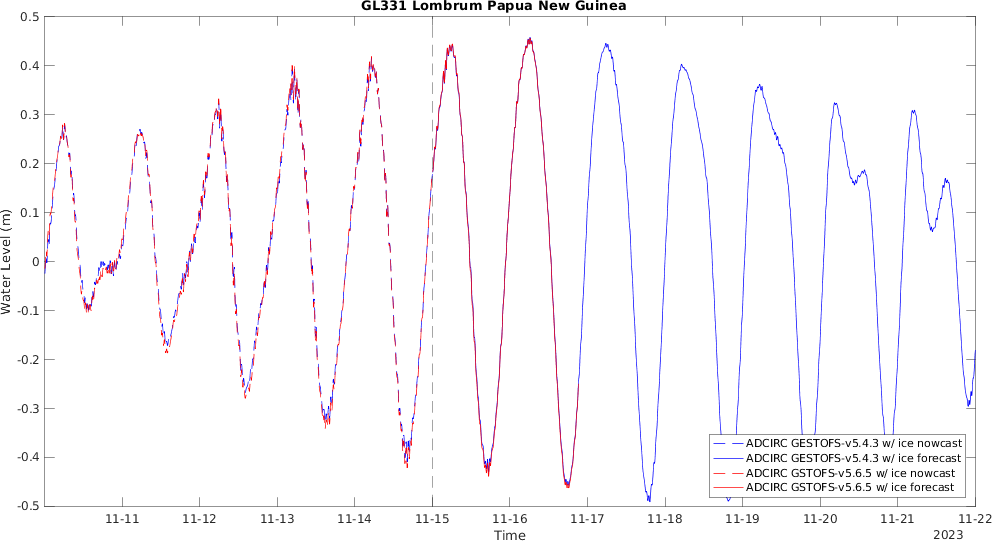 GL331 Lombrum Papua New Guinea
0.5
0.4
0.3
0.2
0.1
0
-0.1
-0.2
-0.3
-0.4
-0.5
Water Level (m)
ADCIRC GESTOFS-v5.4.3 w/ ice nowcast
ADCIRC GESTOFS-v5.4.3 w/ ice forecast
ADCIRC GSTOFS-v5.6.5 w/ ice nowcast
ADCIRC GSTOFS-v5.6.5 w/ ice forecast
11-11 11-12 11-13 11-14 11-15 11-16 11-17 11-18 11-19 11-20 11-21 11-22
Time
2023